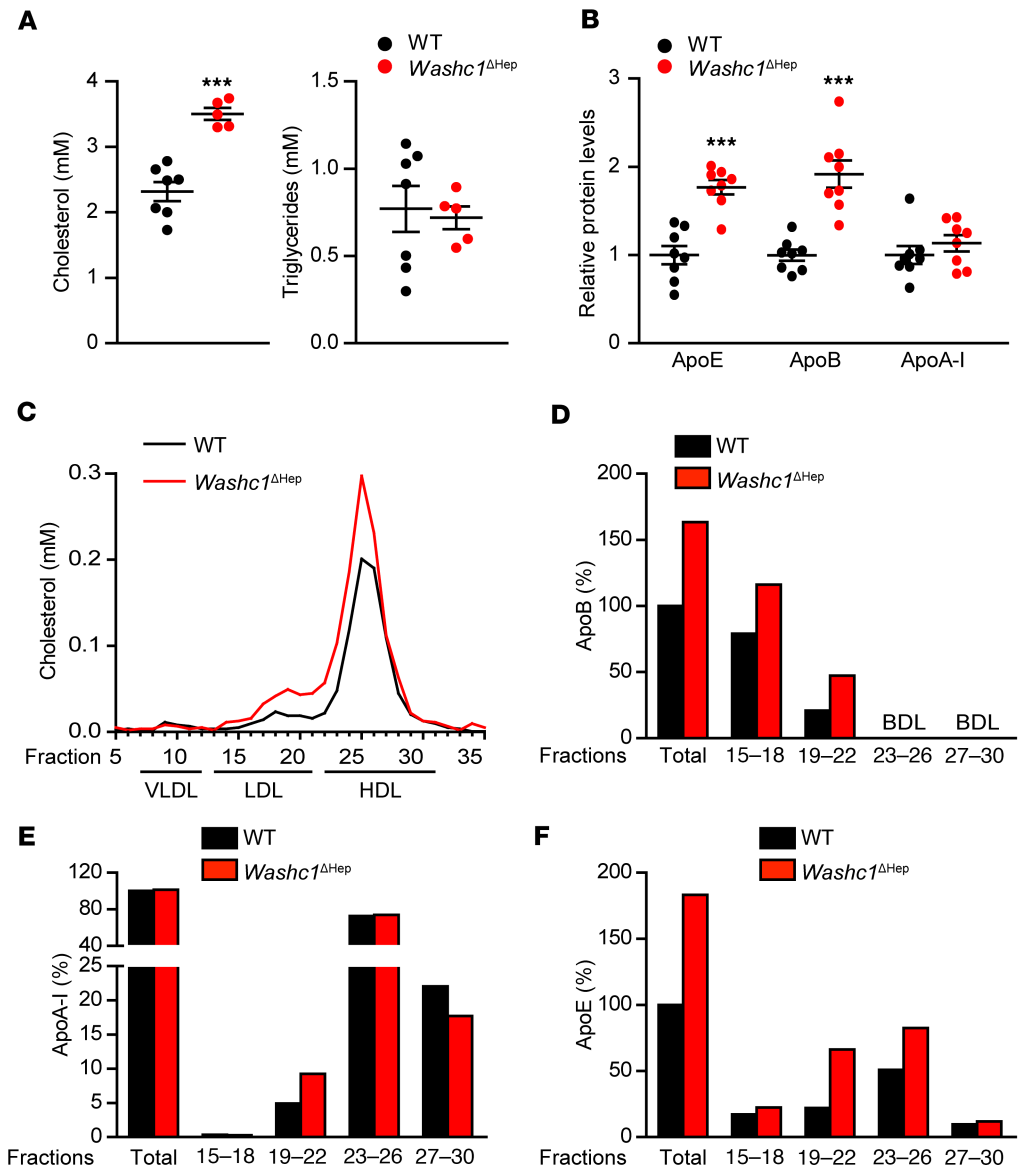 A
B
WT
Washc1ΔHep
WT
Washc1ΔHep
Cholesterol (mM)
4
3
2
1
0
***
Triglycerides (mM)
1.5
1.0
0.5
0.0
Relative protein levels
3
2
1
0
***
***
ApoE
ApoB
ApoA-I
C
WT
Washc1ΔHep
Cholesterol (mM)
0.3
0.2
0.1
0.0
Fraction
5
10
15
20
25
30
35
VLDL
LDL
HDL
D
WT
Washc1ΔHep
ApoB (%)
200
150
100
50
0
BDL
BDL
Fractions
Total
15–18
19–22
23–26
27–30
E
WT
Washc1ΔHep
ApoA-I (%)
120
80
40
25
20
15
10
5
0
Fractions
Total
15–18
19–22
23–26
27–30
F
WT
Washc1ΔHep
ApoE (%)
200
150
100
50
0
Fractions
Total
15–18
19–22
23–26
27–30